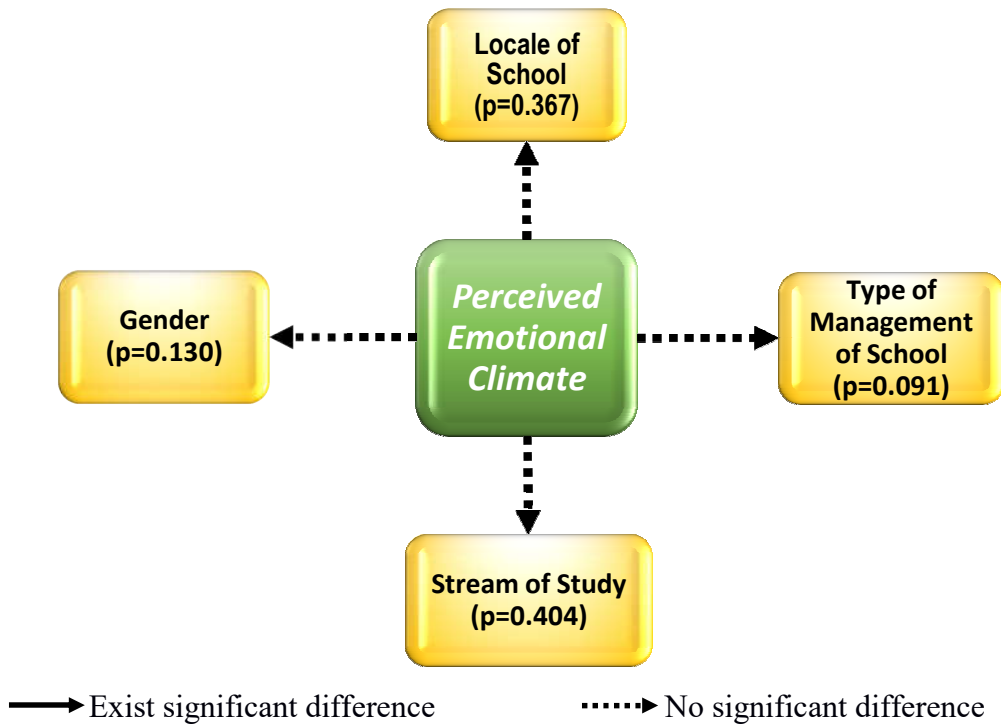 Locale of
School
(p=0.367)
Gender
(p=0.130)
Perceived
Emotional
Climate
Type of
Management
of School
(p=0.091)
Stream of Study
(p=0.404)
Exist significant difference
No significant difference